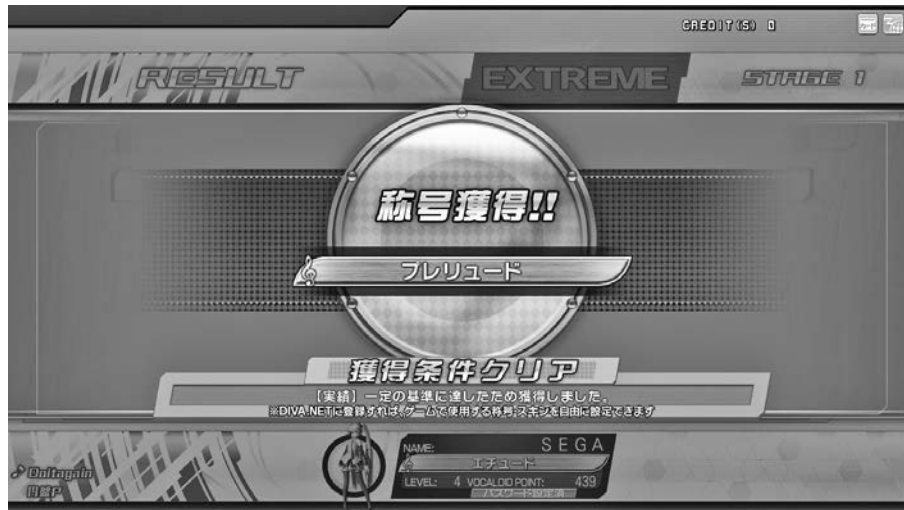 CREDIT(S) 0
RESULT
EXTREME
STAGE 1
称号獲得!!
プレリュード
獲得条件クリア
【実績】一定の基準に達したため獲得しました。
※DIVA.NETに登録すれば、ゲームで使用する称号・スキンを自由に設定できます
NAME: SEGA
エチュード
LEVEL: 4 VOCALOID POINT: 439